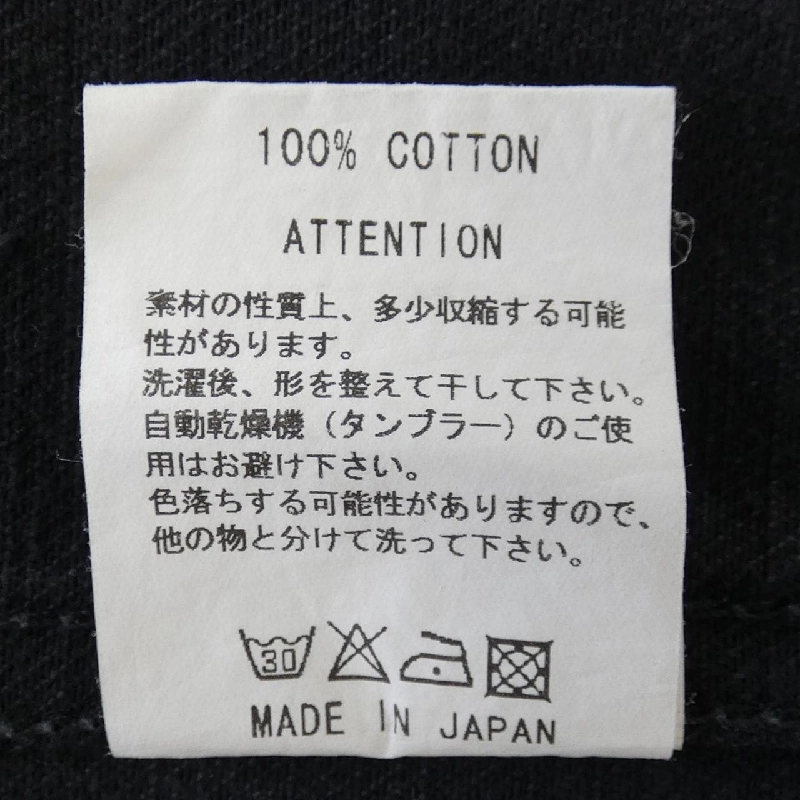 100% COTTON
ATTENTION
素材の性質上、多少収縮する可能
性があります。
洗濯後、形を整えて干して下さい。
自動乾燥機（タンブラー）のご使
用はお避け下さい。
色落ちする可能性がありますので、
他の物と分けて洗って下さい。
30
MADE IN JAPAN